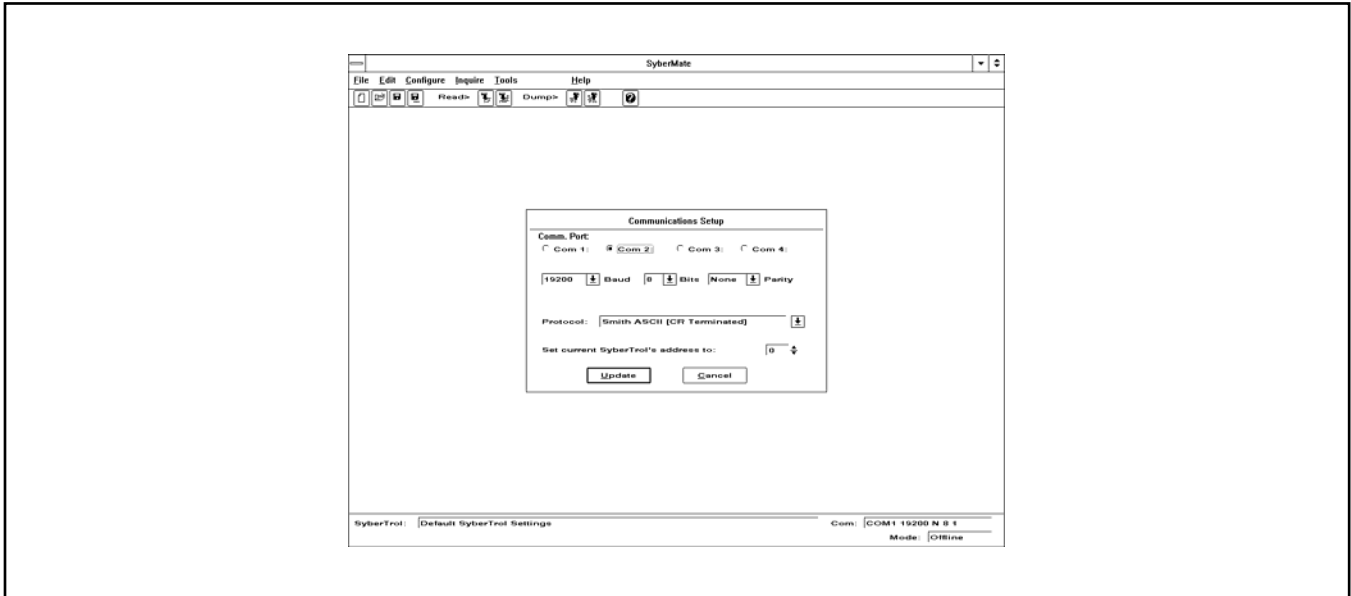 SyberMate
File Edit Configure Inquire Tools Help
Read> Dump>
Communications Setup
Comm. Port:
Com 1: Com 2: Com 3: Com 4:
19200 Baud 8 Bits None Parity
Protocol: Smith ASCII [CR Terminated]
Set current SyberTrol's address to: 0
Update Cancel
SyberTrol: Default SyberTrol Settings Com: COM1 19200 N 8 1
Mode: Offline